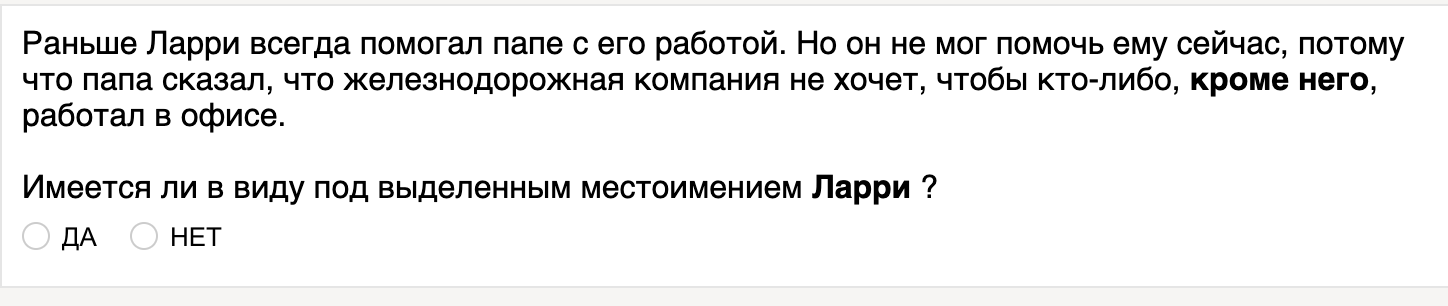 Раньше Ларри всегда помогал папе с его работой. Но он не мог помочь ему сейчас, потому
что папа сказал, что железнодорожная компания не хочет, чтобы кто-либо, кроме него,
работал в офисе.
Имеется ли в виду под выделенным местоимением Ларри ?
ДА НЕТ